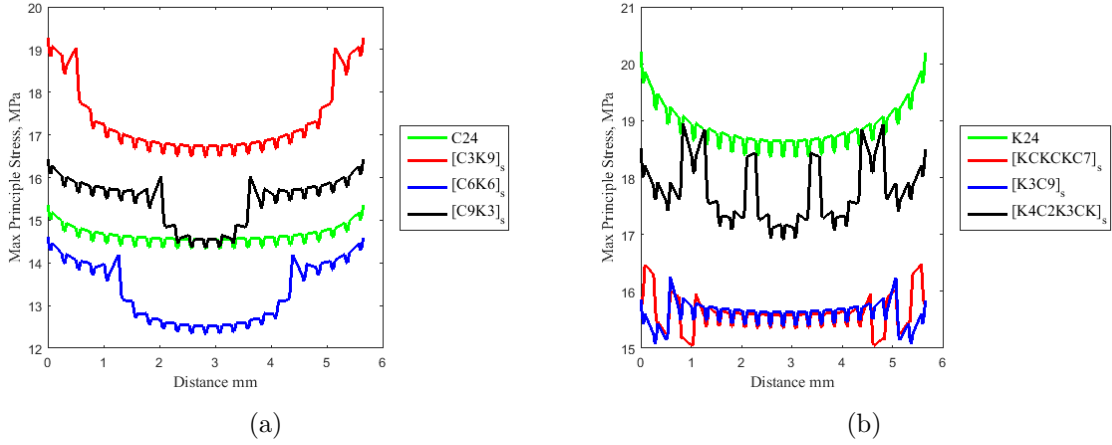 20
19
18
17
16
15
14
13
12
Max Principle Stress, MPa
0 1 2 3 4 5 6
Distance mm
C24
[C3K9]s
[C6K6]s
[C9K3]s
(a)
21
20
19
18
17
16
15
Max Principle Stress, MPa
0 1 2 3 4 5 6
Distance mm
K24
[KCKCKC7]s
[K3C9]s
[K4C2K3CK]s
(b)